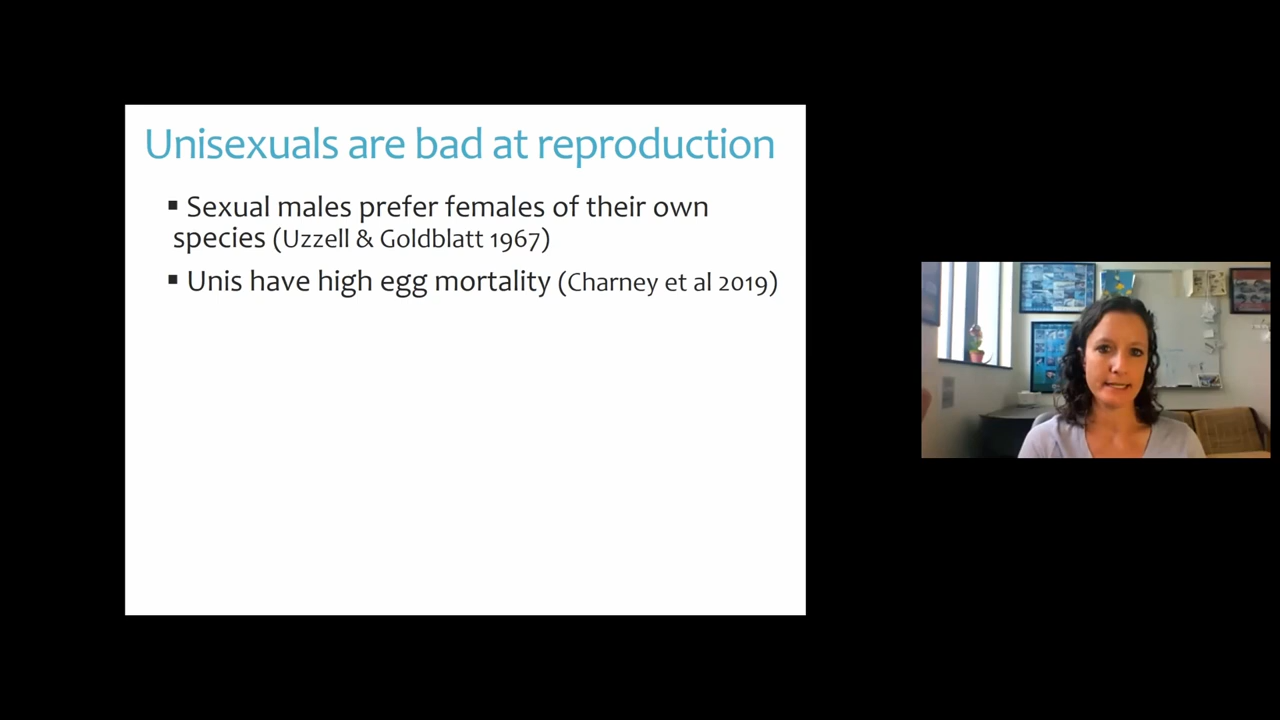 Unisexuals are bad at reproduction
▪ Sexual males prefer females of their own
species (Uzzell & Goldblatt 1967)
▪ Unis have high egg mortality (Charney et al 2019)